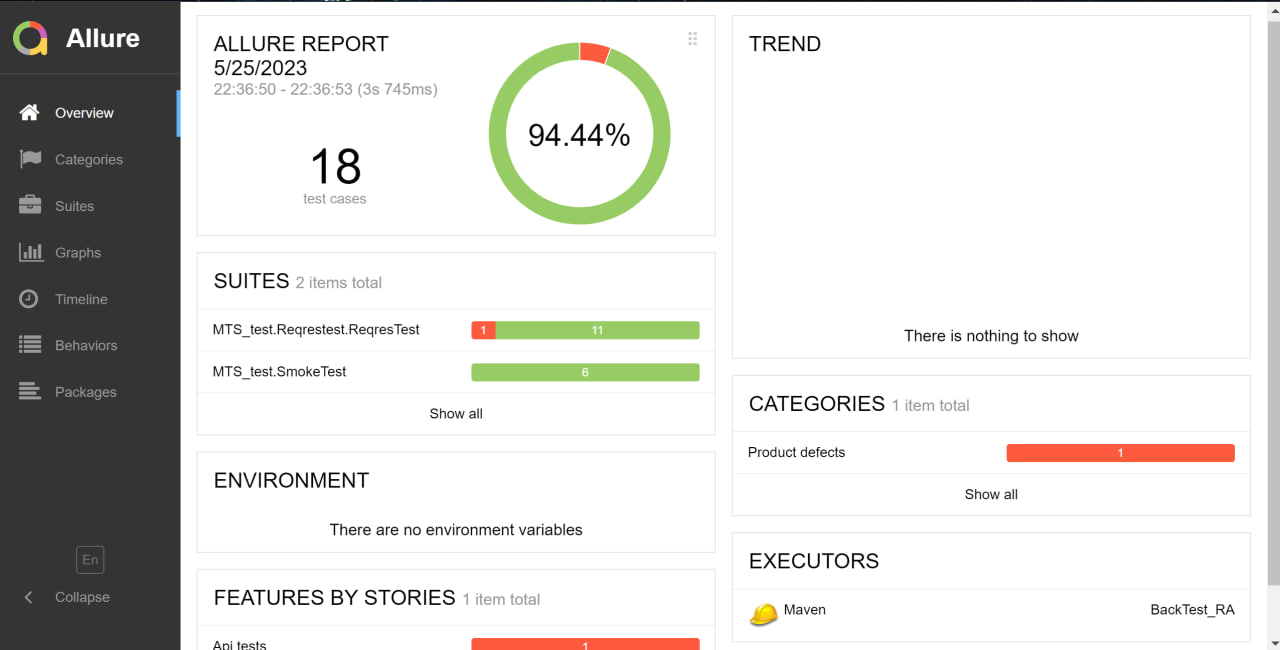 Allure
Overview
Categories
Suites
Graphs
Timeline
Behaviors
Packages
En
Collapse
ALLURE REPORT
5/25/2023
22:36:50 - 22:36:53 (3s 745ms)
18
test cases
94.44%
SUITES 2 items total
MTS_test.Reqrestest.ReqresTest 1 11
MTS_test.SmokeTest 6
Show all
ENVIRONMENT
There are no environment variables
FEATURES BY STORIES 1 item total
Api tests 1
TREND
There is nothing to show
CATEGORIES 1 item total
Product defects 1
Show all
EXECUTORS
Maven BackTest_RA